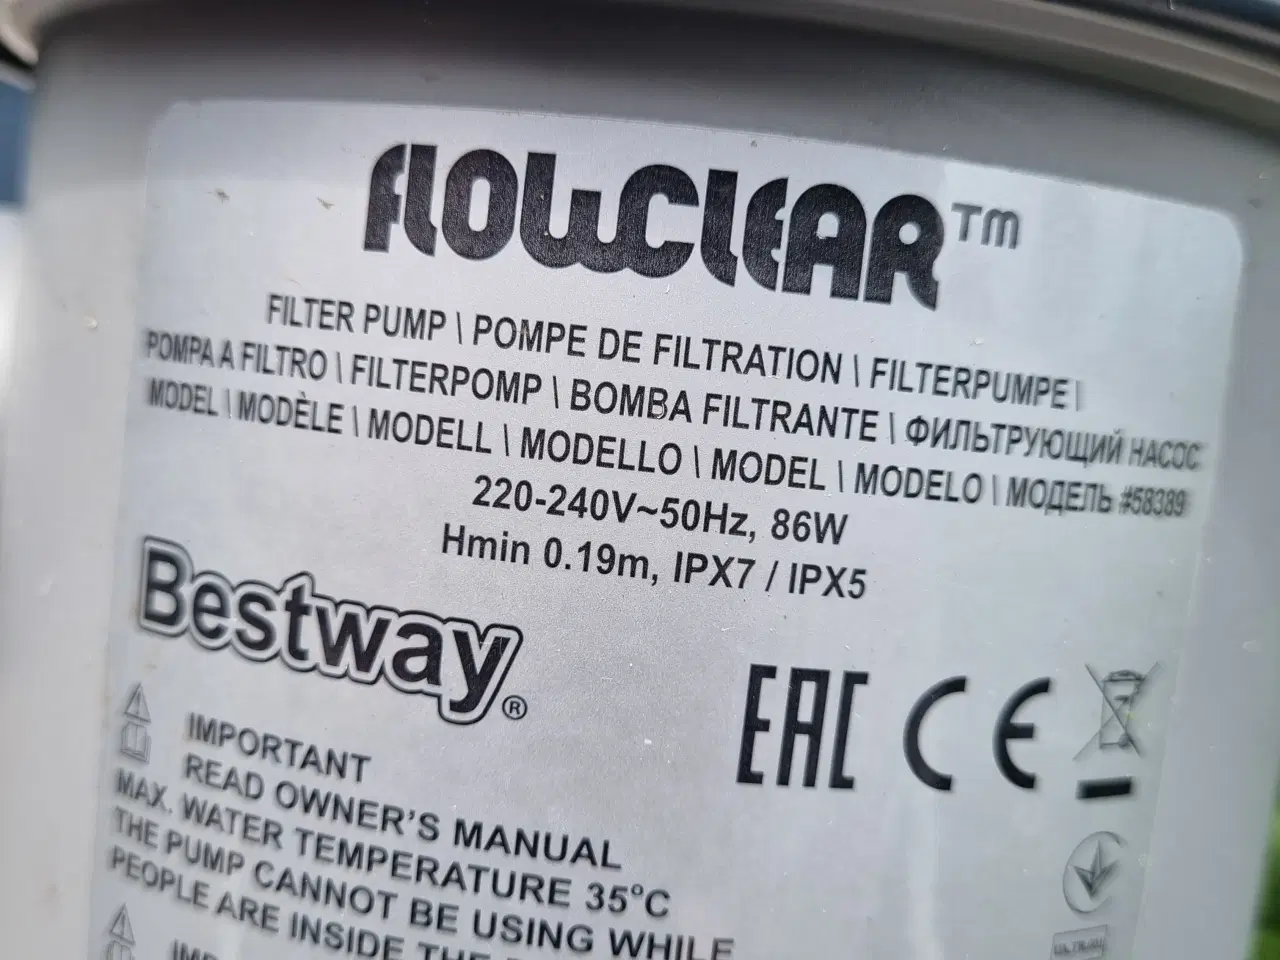 FLOWCLEAR™
FILTER PUMP \ POMPE DE FILTRATION \ FILTERPUMPE \
POMPA A FILTRO \ FILTERPOMP \ BOMBA FILTRANTE \ ФИЛЬТРУЮЩИЙ НАСОС
MODEL \ MODÈLE \ MODELL \ MODELLO \ MODEL \ MODELO \ МОДЕЛЬ #58389
220-240V~50Hz, 86W
Hmin 0.19m, IPX7 / IPX5
Bestway®
EAC CE
IMPORTANT
READ OWNER'S MANUAL
MAX. WATER TEMPERATURE 35°C
THE PUMP CANNOT BE USING WHILE
PEOPLE ARE INSIDE THE